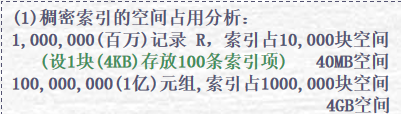 (1)稠密索引的空间占用分析：
1,000,000(百万)记录 R，索引占10,000块空间
(设1块(4KB)存放100条索引项)　40MB空间
100,000,000(1亿)元组,索引占1000,000块空间
4GB空间